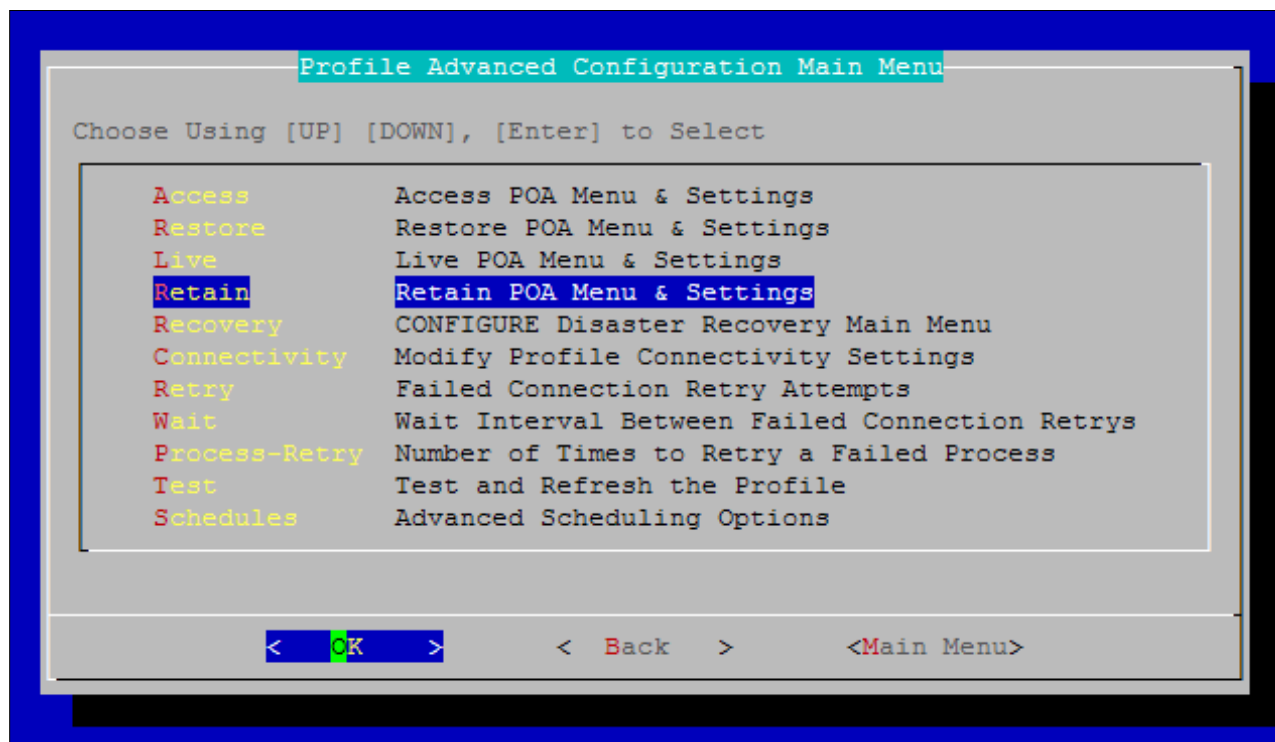 Profile Advanced Configuration Main Menu
Choose Using [UP] [DOWN], [Enter] to Select
Access Access POA Menu & Settings
Restore Restore POA Menu & Settings
Live Live POA Menu & Settings
Retain Retain POA Menu & Settings
Recovery CONFIGURE Disaster Recovery Main Menu
Connectivity Modify Profile Connectivity Settings
Retry Failed Connection Retry Attempts
Wait Wait Interval Between Failed Connection Retrys
Process-Retry Number of Times to Retry a Failed Process
Test Test and Refresh the Profile
Schedules Advanced Scheduling Options
< OK > < Back > <Main Menu>